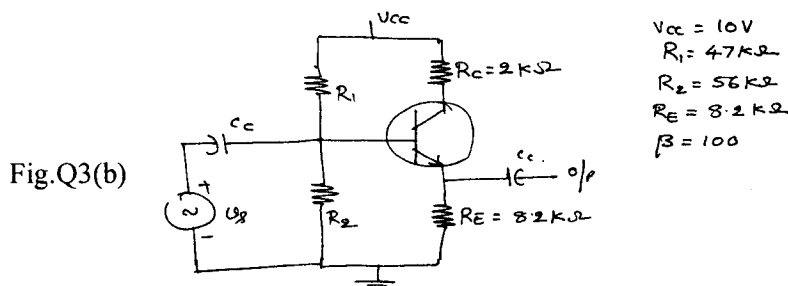 Vcc
Vcc = 10V
R₁ = 47kΩ
R₂ = 56kΩ
RE = 8.2kΩ
β = 100
Rc = 2kΩ
R₁
Cc
Cc.
o/p
Fig.Q3(b)
+
~
-
υs
R₂
RE = 8.2kΩ